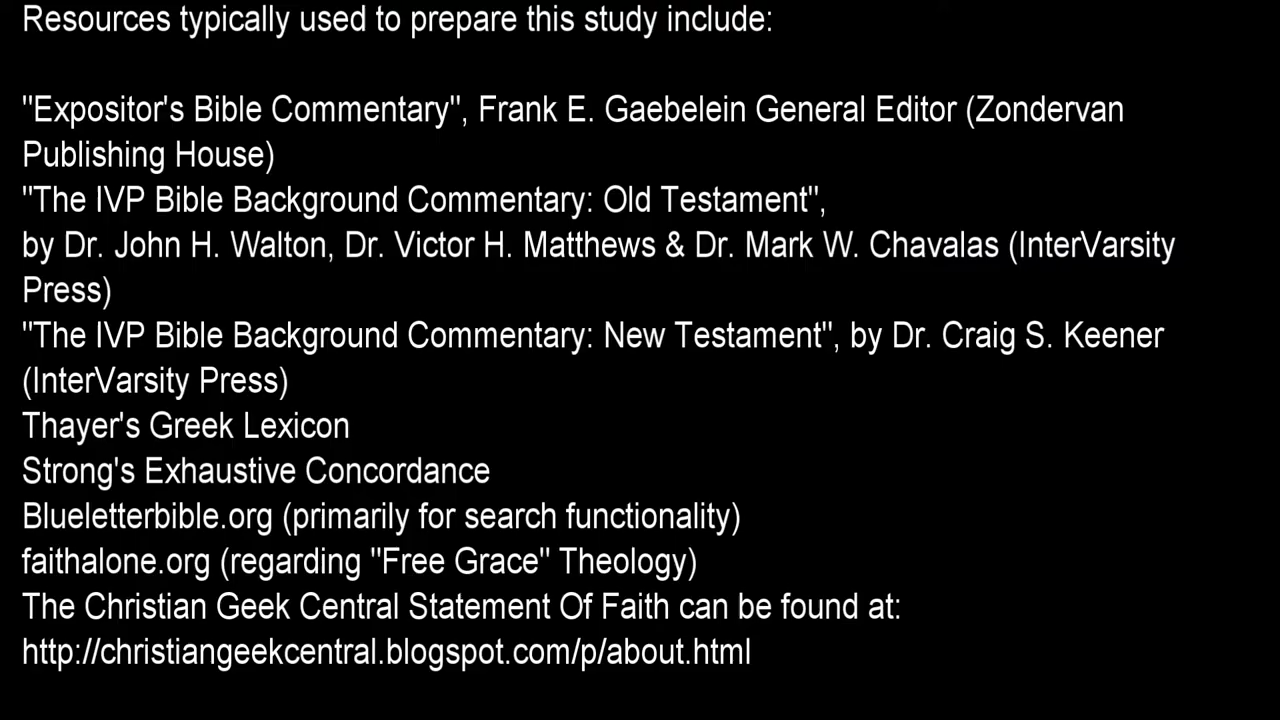 Resources typically used to prepare this study include:
"Expositor's Bible Commentary", Frank E. Gaebelein General Editor (Zondervan
Publishing House)
"The IVP Bible Background Commentary: Old Testament",
by Dr. John H. Walton, Dr. Victor H. Matthews & Dr. Mark W. Chavalas (InterVarsity
Press)
"The IVP Bible Background Commentary: New Testament", by Dr. Craig S. Keener
(InterVarsity Press)
Thayer's Greek Lexicon
Strong's Exhaustive Concordance
Blueletterbible.org (primarily for search functionality)
faithalone.org (regarding "Free Grace" Theology)
The Christian Geek Central Statement Of Faith can be found at:
http://christiangeekcentral.blogspot.com/p/about.html